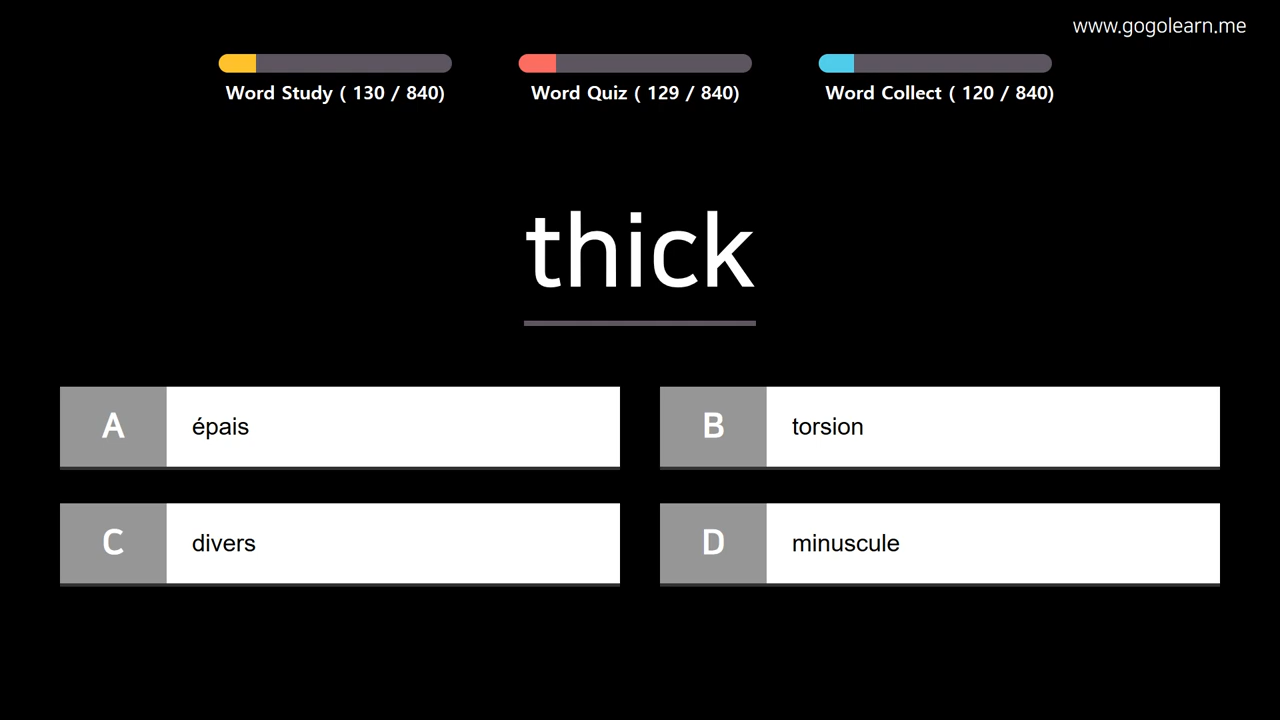 www.gogolearn.me
Word Study ( 130 / 840)
Word Quiz ( 129 / 840)
Word Collect ( 120 / 840)
thick
A épais
B torsion
C divers
D minuscule